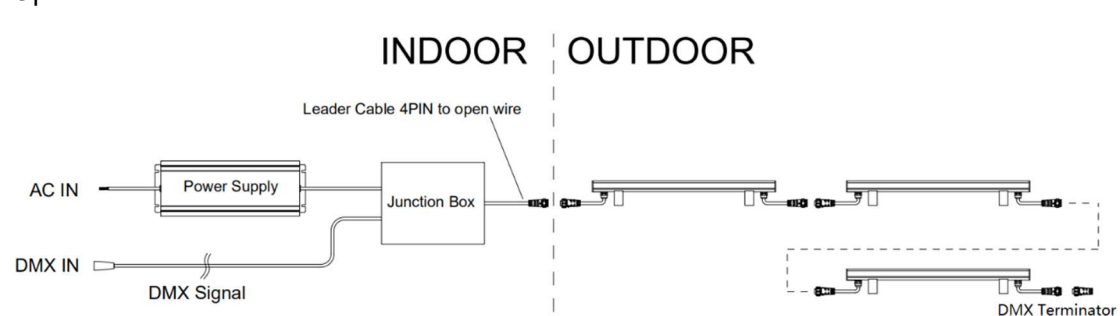 INDOOR
OUTDOOR
Leader Cable 4PIN to open wire
AC IN
Power Supply
Junction Box
DMX IN
DMX Signal
DMX Terminator